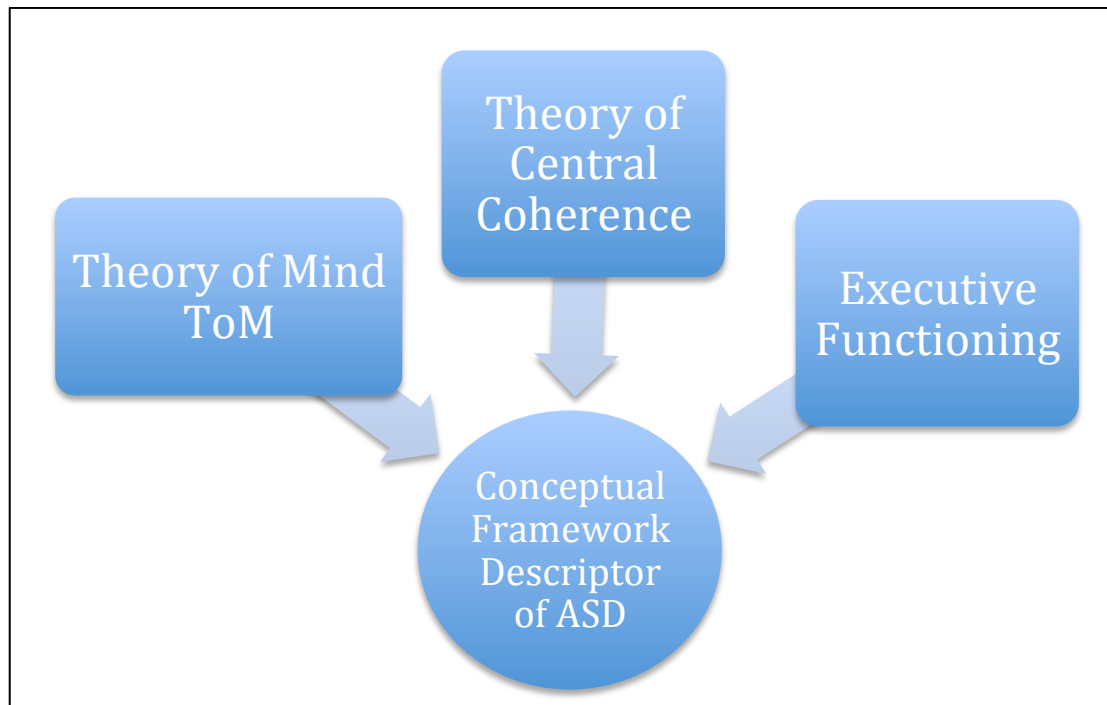 Theory of Mind
ToM
Theory of
Central
Coherence
Executive
Functioning
Conceptual
Framework
Descriptor
of ASD